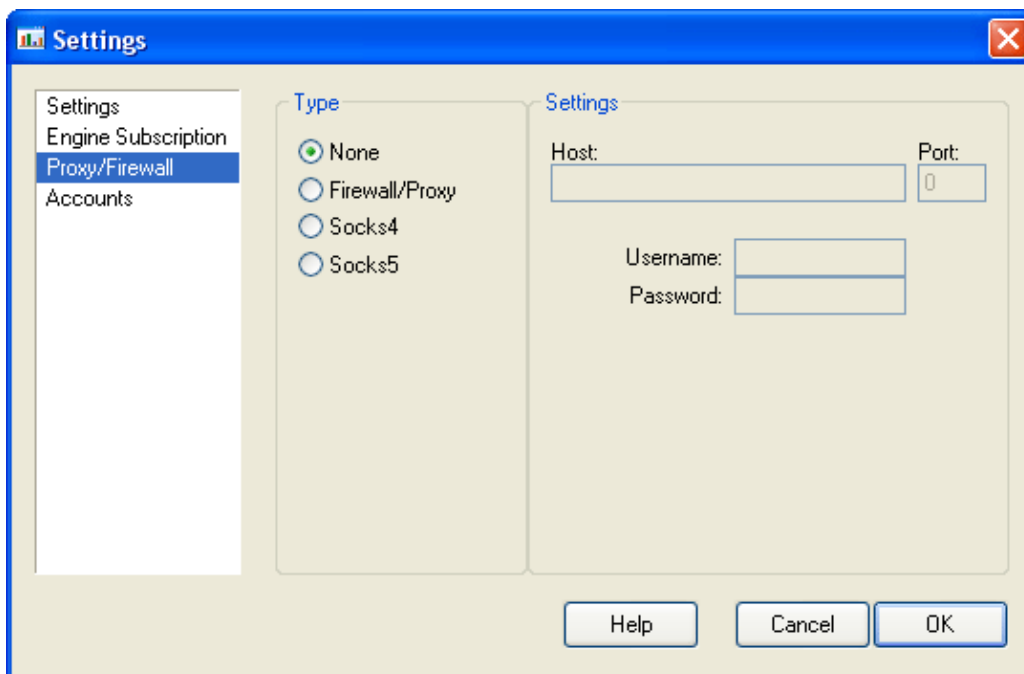 Settings
Settings
Engine Subscription
Proxy/Firewall
Accounts
Type
None
Firewall/Proxy
Socks4
Socks5
Settings
Host:
Port:
0
Username:
Password:
Help
Cancel
OK